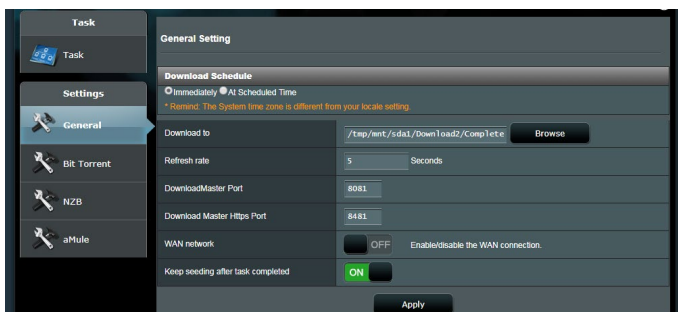 Task
Task
Settings
General
Bit Torrent
NZB
aMule
General Setting
Download Schedule
Immediately At Scheduled Time
* Remind: The System time zone is different from your locale setting.
Download to /tmp/mnt/sda1/Download2/Complete Browse
Refresh rate 5 Seconds
DownloadMaster Port 8081
Download Master Https Port 8481
WAN network OFF Enable/disable the WAN connection.
Keep seeding after task completed ON
Apply